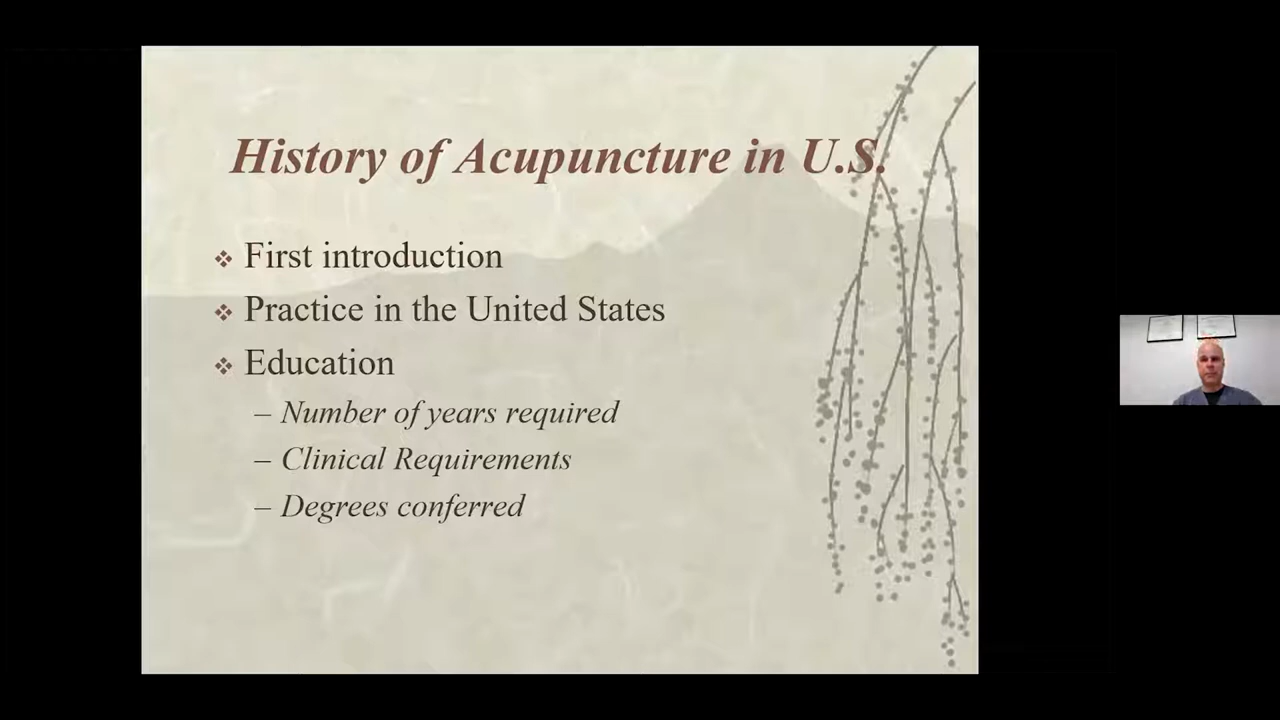 History of Acupuncture in U.S.
❖ First introduction
❖ Practice in the United States
❖ Education
– Number of years required
– Clinical Requirements
– Degrees conferred